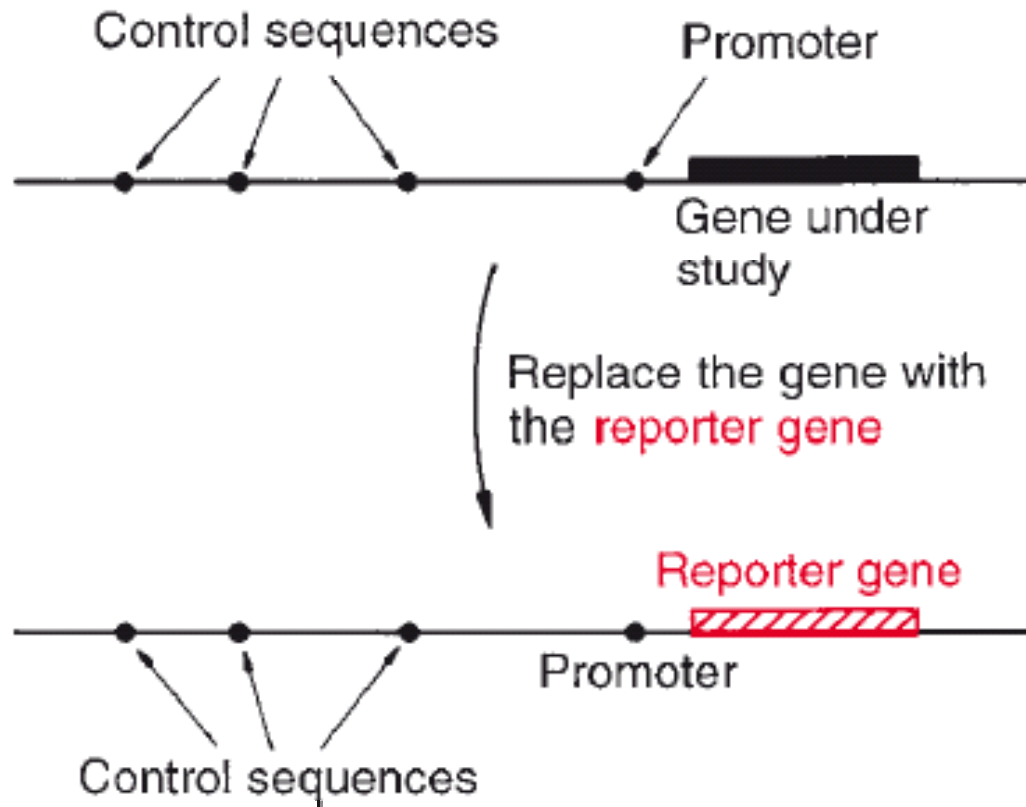 Control sequences
Promoter
Gene under
study
Replace the gene with
the reporter gene
Reporter gene
Promoter
Control sequences